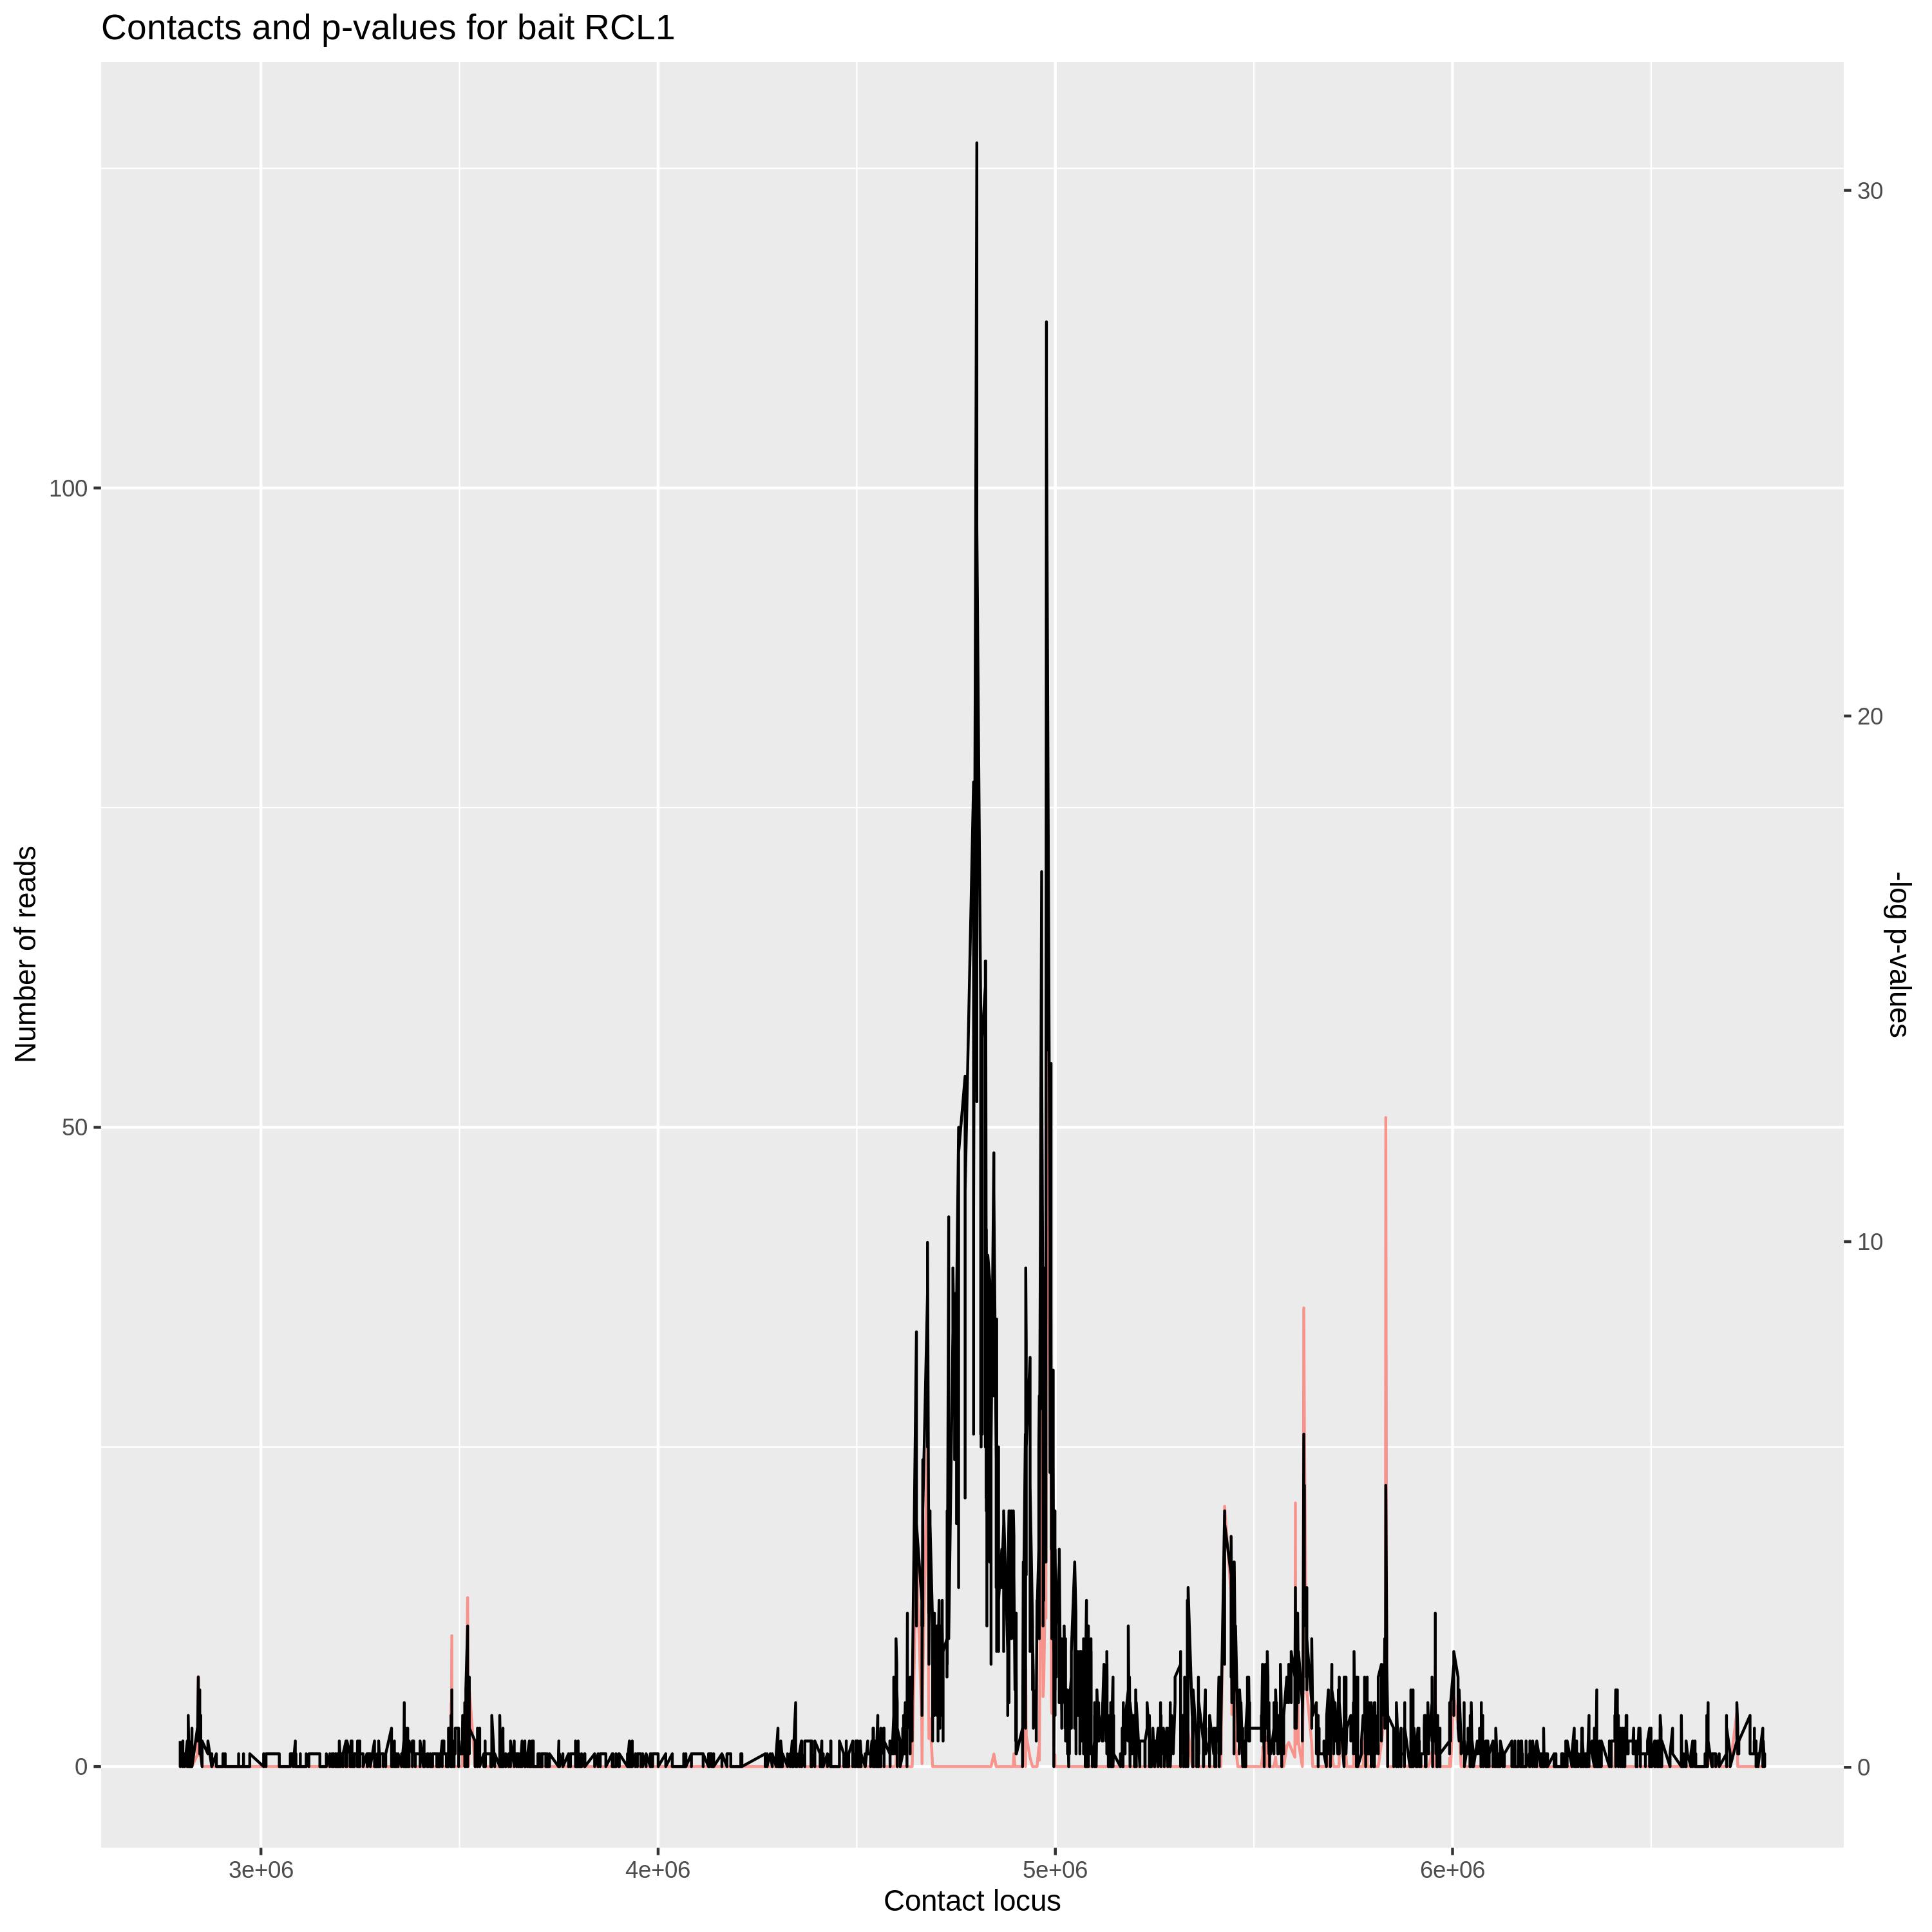 Contacts and p-values for bait RCL1
Number of reads
100
50
0
30
20
10
0
-log p-values
3e+06
4e+06
5e+06
6e+06
Contact locus